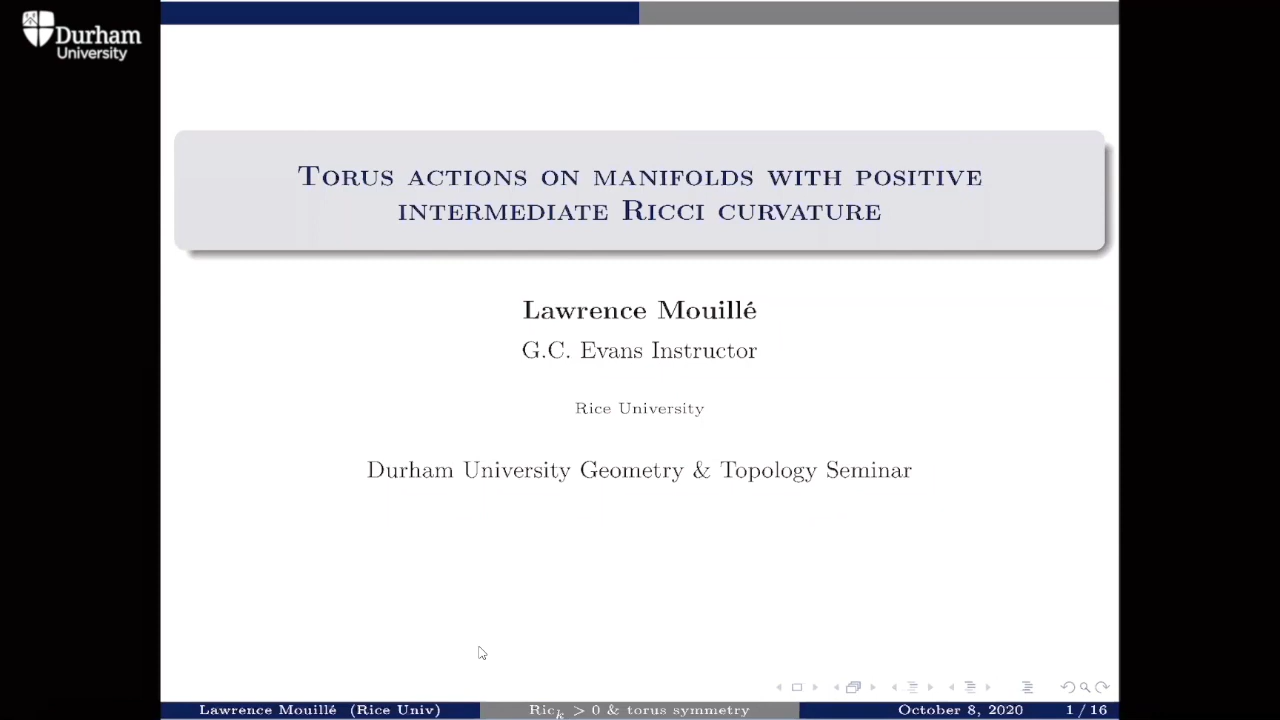 Durham
University
Torus actions on manifolds with positive
intermediate Ricci curvature
Lawrence Mouillé
G.C. Evans Instructor
Rice University
Durham University Geometry & Topology Seminar
Lawrence Mouillé (Rice Univ)
Ric_k > 0 & torus symmetry
October 8, 2020
1 / 16